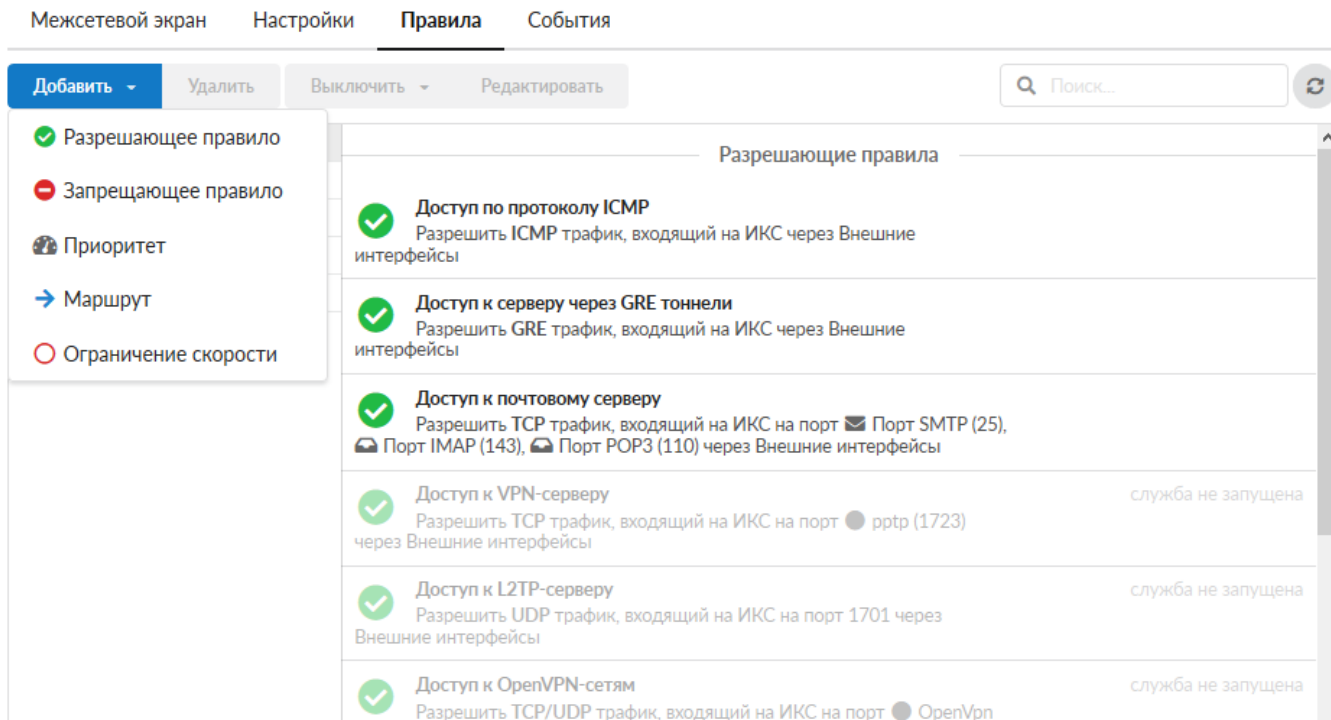 Межсетевой экран Настройки Правила События
Добавить Удалить Выключить Редактировать Поиск...
Разрешающее правило
Запрещающее правило
Приоритет
Маршрут
Ограничение скорости
Разрешающие правила
Доступ по протоколу ICMP
Разрешить ICMP трафик, входящий на ИКС через Внешние
интерфейсы
Доступ к серверу через GRE тоннели
Разрешить GRE трафик, входящий на ИКС через Внешние
интерфейсы
Доступ к почтовому серверу
Разрешить TCP трафик, входящий на ИКС на порт Порт SMTP (25),
Порт IMAP (143), Порт POP3 (110) через Внешние интерфейсы
Доступ к VPN-серверу служба не запущена
Разрешить TCP трафик, входящий на ИКС на порт pptp (1723)
через Внешние интерфейсы
Доступ к L2TP-серверу служба не запущена
Разрешить UDP трафик, входящий на ИКС на порт 1701 через
Внешние интерфейсы
Доступ к OpenVPN-сетям служба не запущена
Разрешить TCP/UDP трафик, входящий на ИКС на порт OpenVpn